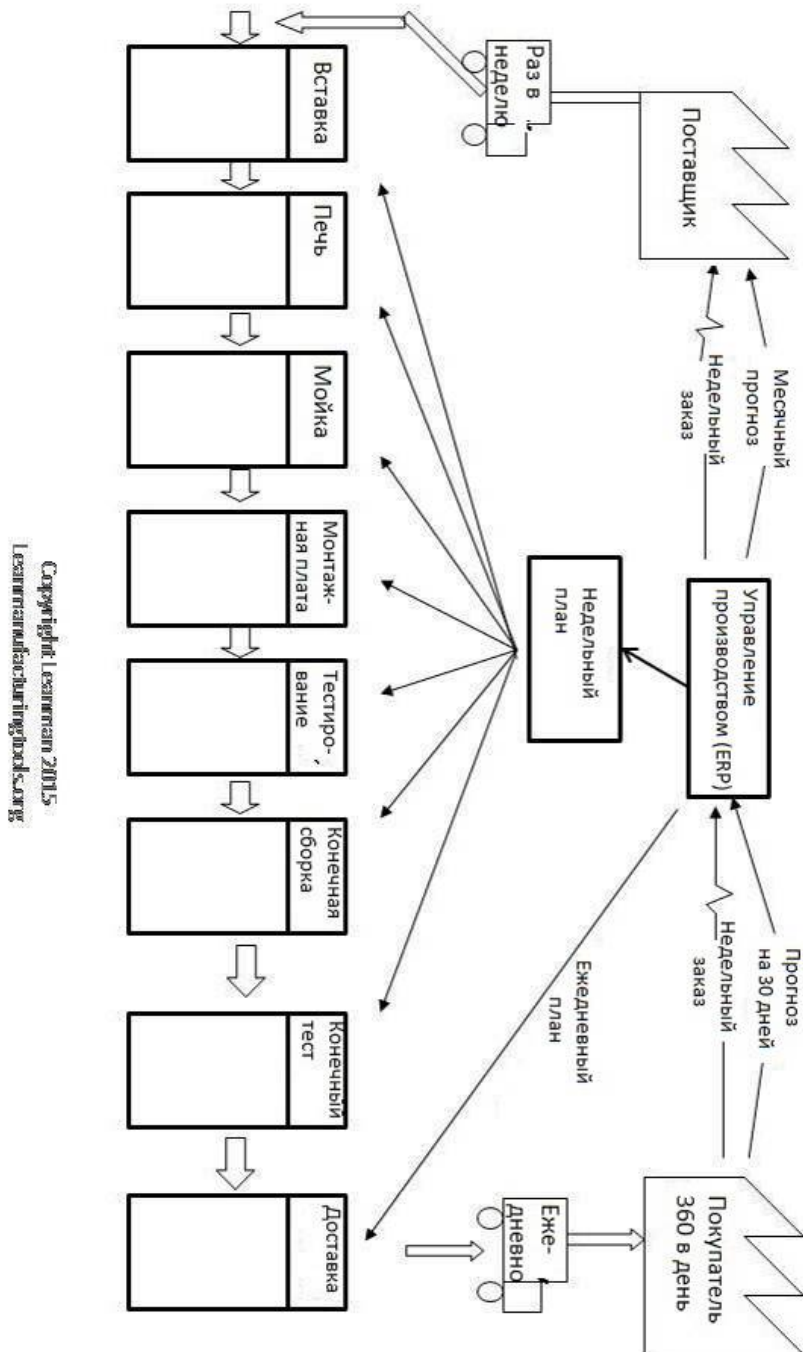 Поставщик
Месячный
прогноз
Недельный
заказ
Управление
производством (ERP)
Прогноз
на 30 дней
Недельный
заказ
Покупатель
360 в день
Раз в
неделю
Недельный
план
Ежедневный
план
Еже-
дневно
Вставка
Печь
Мойка
Монтаж-
ная плата
Тестиро-
вание
Конечная
сборка
Конечный
тест
Доставка
Copyright Leanman 2015
Leanmanufacturingtools.org